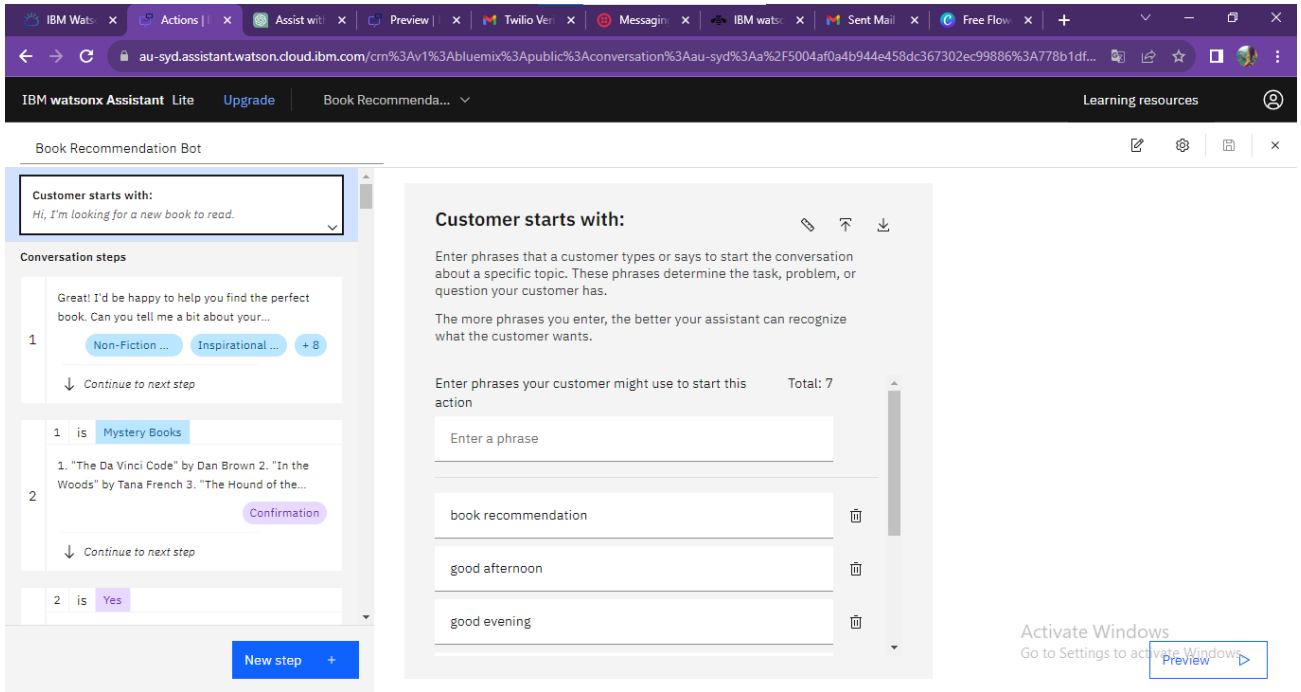 IBM Wats
Actions | I
Assist with
Preview |
Twilio Ver
Messaging
IBM watso
Sent Mail
Free Flow
au-syd.assistant.watson.cloud.ibm.com/crn%3Av1%3Abluemix%3Apublic%3Aconversation%3Aau-syd%3Aa%2F5004af0a4b944e458dc367302ec99886%3A778b1df...
IBM watsonx Assistant Lite
Upgrade
Book Recommenda...
Learning resources
Book Recommendation Bot
Customer starts with:
Hi, I'm looking for a new book to read.
Conversation steps
1
Great! I'd be happy to help you find the perfect
book. Can you tell me a bit about your...
Non-Fiction ...
Inspirational ...
+ 8
Continue to next step
2
1 is Mystery Books
1. "The Da Vinci Code" by Dan Brown 2. "In the
Woods" by Tana French 3. "The Hound of the...
Confirmation
Continue to next step
2 is Yes
New step +
Customer starts with:
Enter phrases that a customer types or says to start the conversation
about a specific topic. These phrases determine the task, problem, or
question your customer has.
The more phrases you enter, the better your assistant can recognize
what the customer wants.
Enter phrases your customer might use to start this
action
Total: 7
Enter a phrase
book recommendation
good afternoon
good evening
Activate Windows
Go to Settings to activate Windows.
Preview